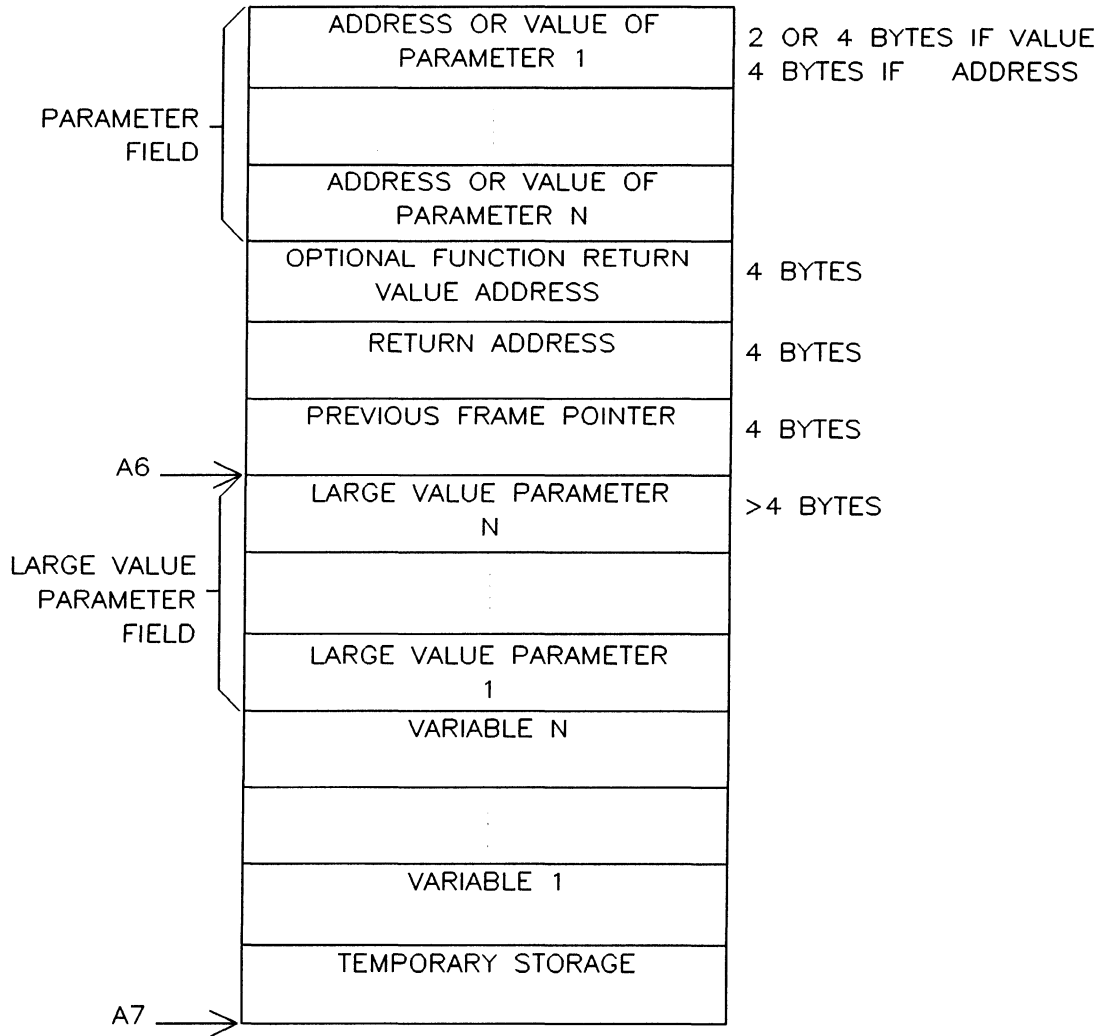 ADDRESS OR VALUE OF
PARAMETER 1
2 OR 4 BYTES IF VALUE
4 BYTES IF ADDRESS
PARAMETER
FIELD
ADDRESS OR VALUE OF
PARAMETER N
OPTIONAL FUNCTION RETURN
VALUE ADDRESS
4 BYTES
RETURN ADDRESS
4 BYTES
PREVIOUS FRAME POINTER
4 BYTES
A6
LARGE VALUE PARAMETER
N
>4 BYTES
LARGE VALUE
PARAMETER
FIELD
LARGE VALUE PARAMETER
1
VARIABLE N
VARIABLE 1
TEMPORARY STORAGE
A7